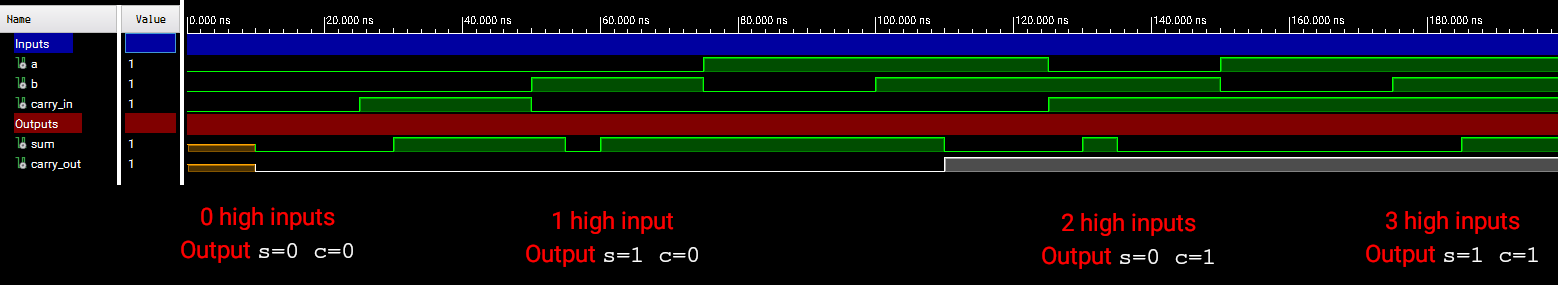 Name Value 0.000 ns 20.000 ns 40.000 ns 60.000 ns 80.000 ns 100.000 ns 120.000 ns 140.000 ns 160.000 ns 180.000 ns
Inputs
a 1
b 1
carry_in 1
Outputs
sum 1
carry_out 1
0 high inputs 1 high input 2 high inputs 3 high inputs
Output s=0 c=0 Output s=1 c=0 Output s=0 c=1 Output s=1 c=1